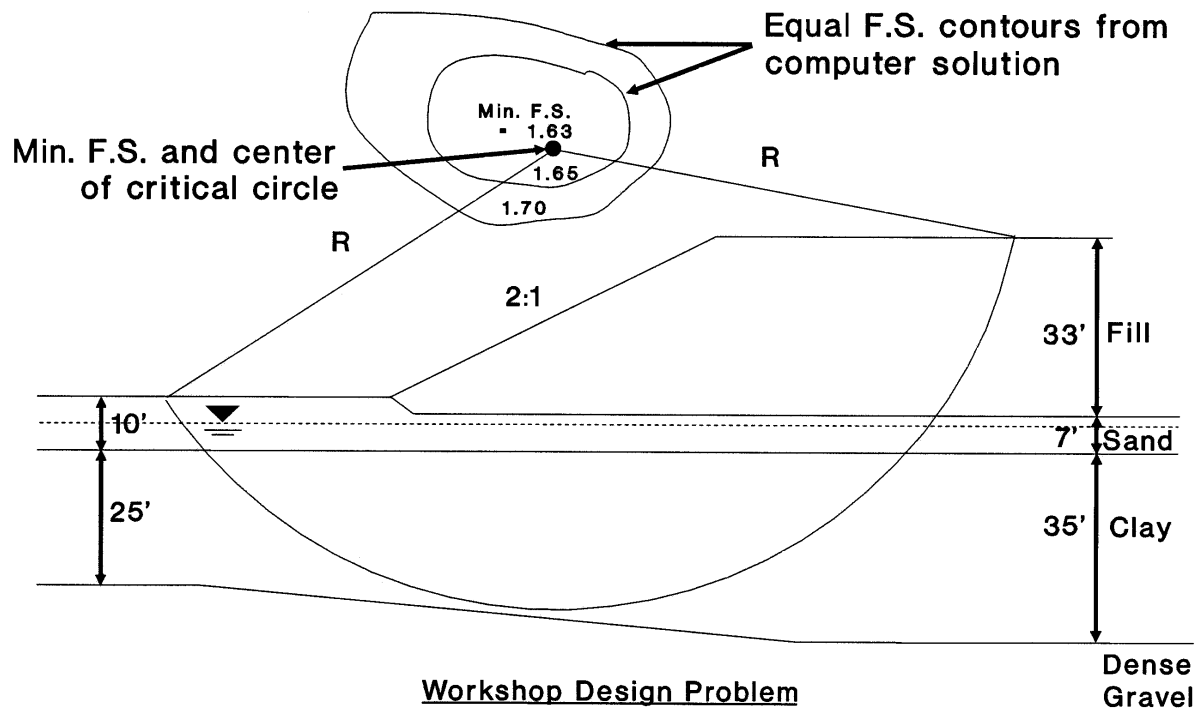 Equal F.S. contours from
computer solution
Min. F.S.
= 1.63
Min. F.S. and center
of critical circle
1.65
1.70
R
R
2:1
33' Fill
10'
7' Sand
25'
35' Clay
Dense
Gravel
Workshop Design Problem